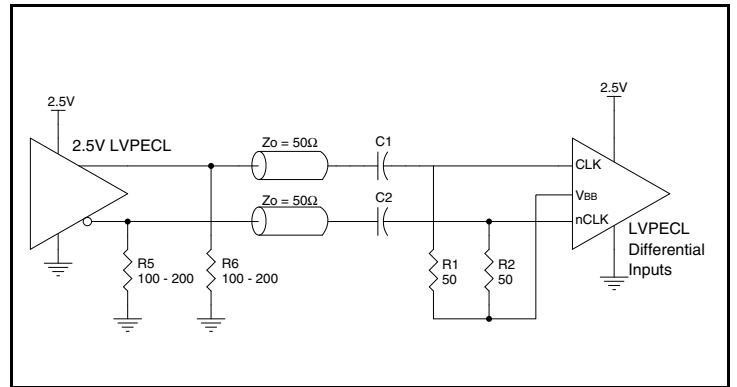 2.5V
2.5V
2.5V LVPECL
Zo = 50Ω
C1
CLK
Zo = 50Ω
C2
VBB
nCLK
LVPECL
Differential
Inputs
R5
100 - 200
R6
100 - 200
R1
50
R2
50